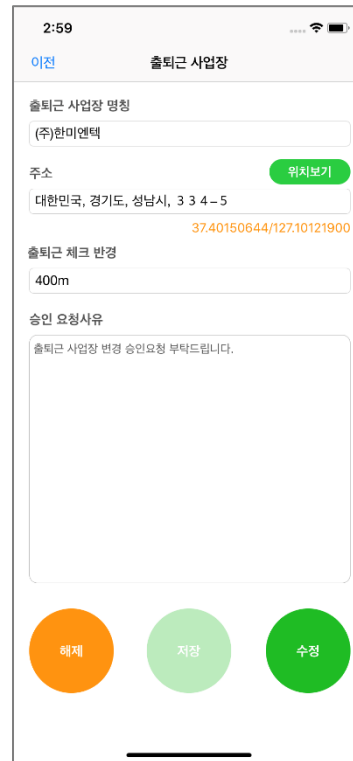 2:59
이전 출퇴근 사업장
출퇴근 사업장 명칭
(주)한미엔텍
주소 위치보기
대한민국, 경기도, 성남시, 3 3 4 – 5
37.40150644/127.10121900
출퇴근 체크 반경
400m
승인 요청사유
출퇴근 사업장 변경 승인요청 부탁드립니다.
해제 저장 수정